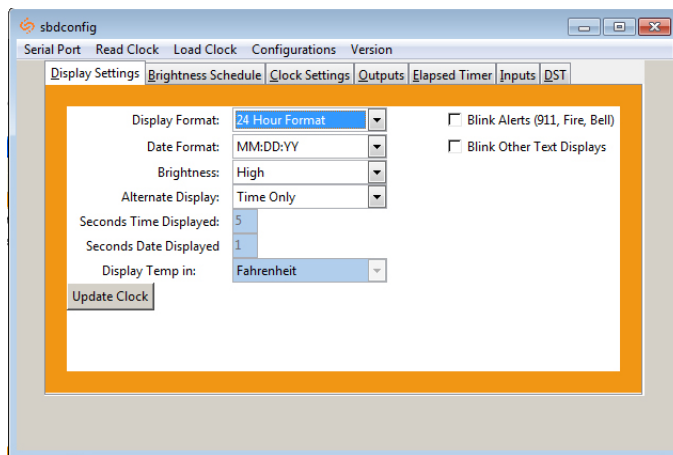 sbdconfig
Serial Port Read Clock Load Clock Configurations Version
Display Settings Brightness Schedule Clock Settings Outputs Elapsed Timer Inputs DST
Display Format: 24 Hour Format Blink Alerts (911, Fire, Bell)
Date Format: MM:DD:YY Blink Other Text Displays
Brightness: High
Alternate Display: Time Only
Seconds Time Displayed: 5
Seconds Date Displayed 1
Display Temp in: Fahrenheit
Update Clock